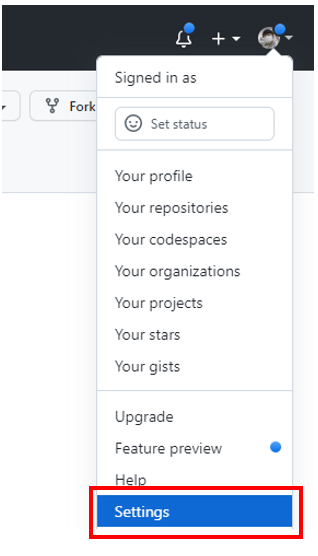 Fork
Signed in as
Set status
Your profile
Your repositories
Your codespaces
Your organizations
Your projects
Your stars
Your gists
Upgrade
Feature preview
Help
Settings